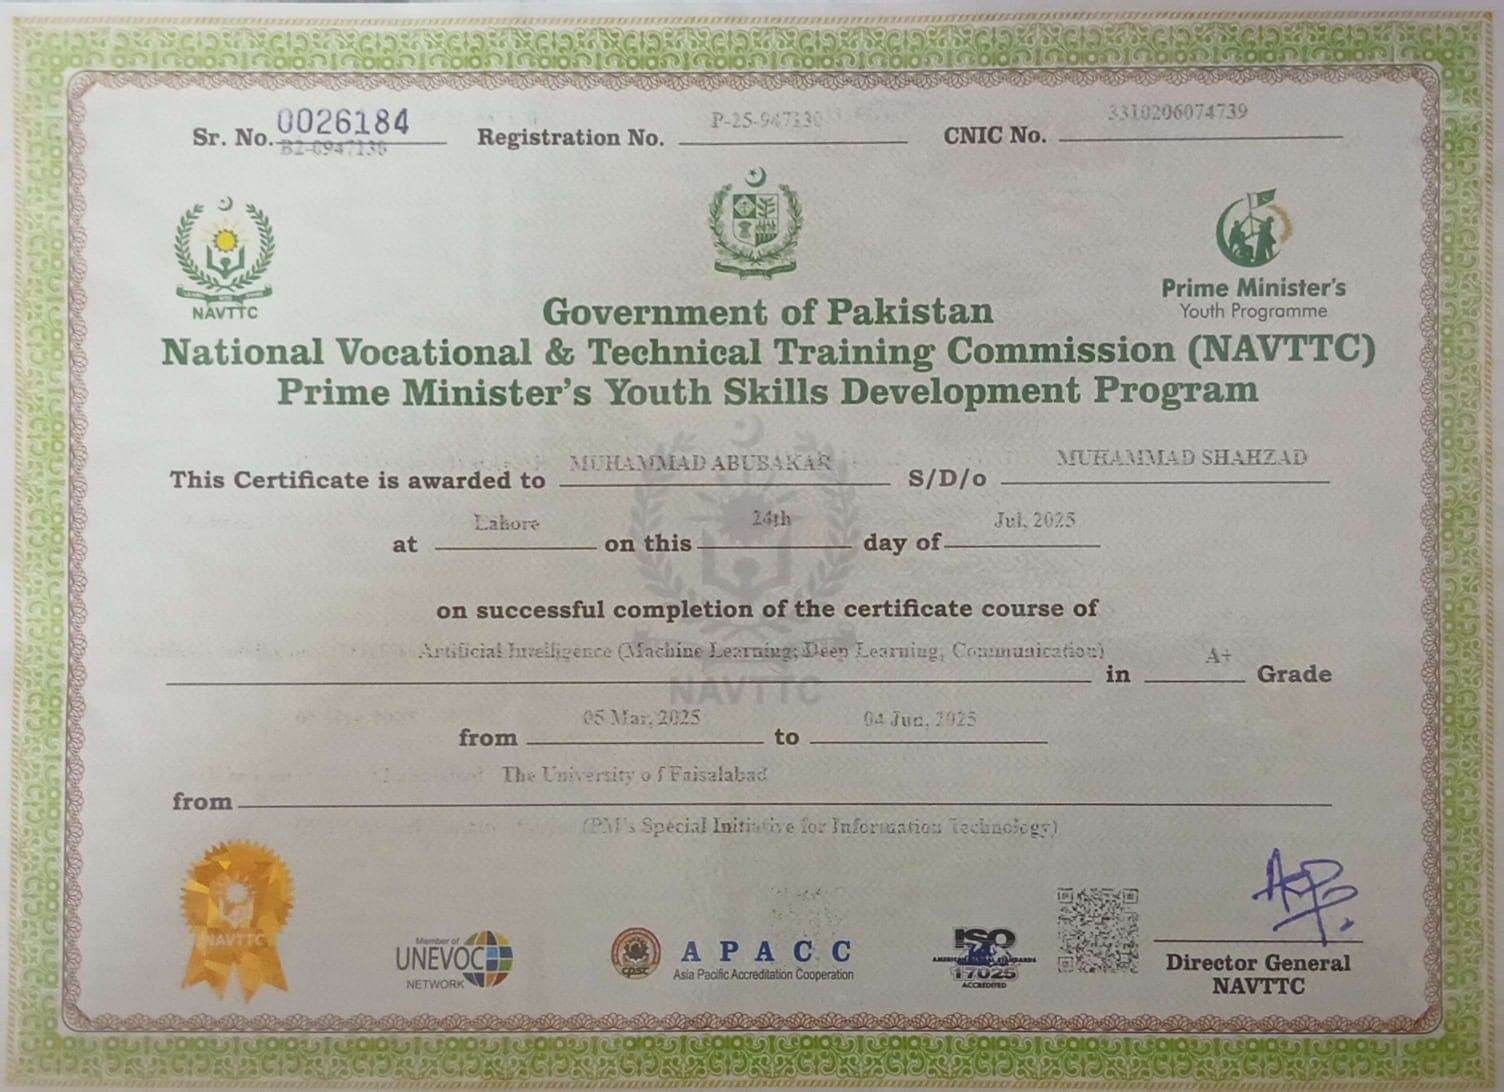 Sr. No. 0026184 Registration No. P-25-947130 CNIC No. 3310206074739
B2-0947130
NAVTTC
Prime Minister's
Youth Programme
Government of Pakistan
National Vocational & Technical Training Commission (NAVTTC)
Prime Minister's Youth Skills Development Program
This Certificate is awarded to MUHAMMAD ABUBAKAR S/D/o MUHAMMAD SHAHZAD
at Lahore on this 24th day of Jul, 2025
on successful completion of the certificate course of
Artificial Intelligence (Machine Learning; Deep Learning, Communication) in A+ Grade
NAVTTC
from 05 Mar, 2025 to 04 Jun, 2025
from The University of Faisalabad
(PM's Special Initiative for Information Technology)
NAVTTC
Member of
UNEVOC
NETWORK
CPSC
APACC
Asia Pacific Accreditation Cooperation
ISO
17025
ACCREDITED
Director General
NAVTTC